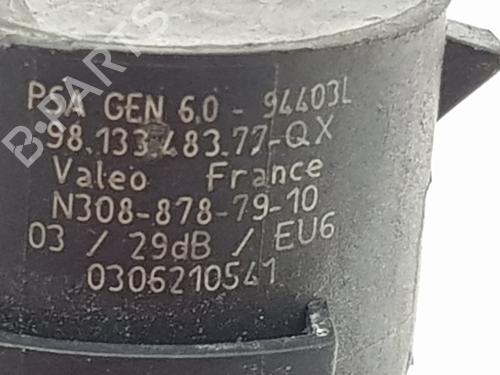 PSA GEN 6.0 - 94403L
98.133 483.77-QX
Valeo France
N308-878-79-10
03 / 29dB / EU6
0306210541
B-PARTS